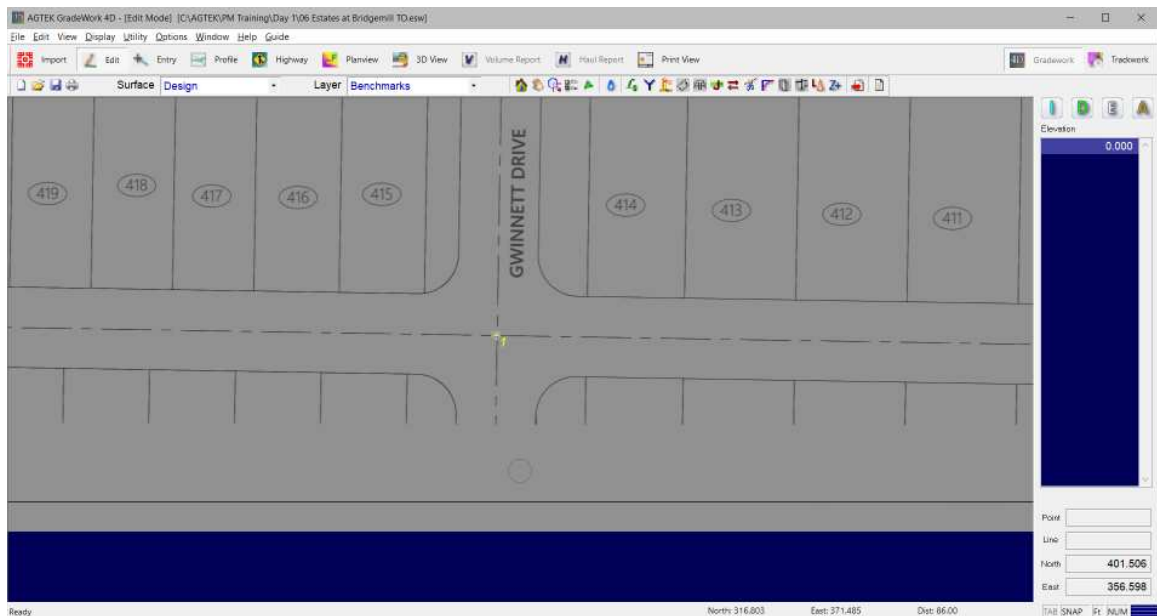 AGTEK GradeWork 4D - [Edit Mode] [C:\AGTEK\PM Training\Day 1\06 Estates at Bridgemill TO.esw]
File Edit View Display Utility Options Window Help Guide
Import Edit Entry Profile Highway Planview 3D View Volume Report Haul Report Print View 4D Gradework Trackwork
Surface Design Layer Benchmarks
I D E A
Elevation
0.000
GWINNETT DRIVE
419 418 417 416 415 414 413 412 411
1
Point
Line
North 401.506
East 356.598
Ready North: 316.803 East: 371.485 Dist: 86.00 TAB SNAP Ft NUM